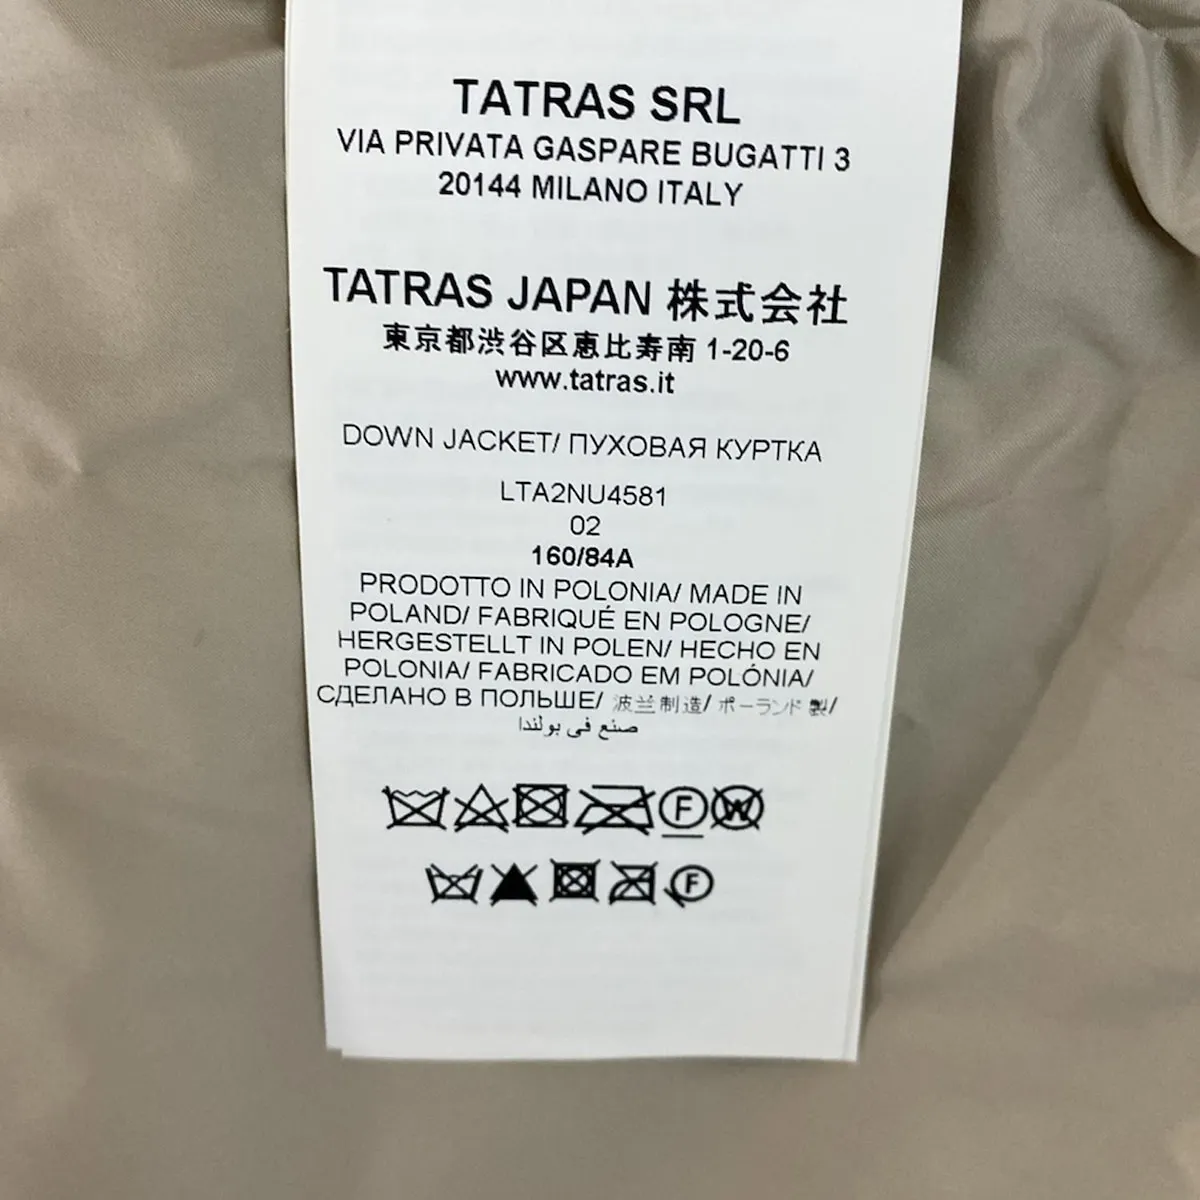 TATRAS SRL
VIA PRIVATA GASPARE BUGATTI 3
20144 MILANO ITALY
TATRAS JAPAN 株式会社
東京都渋谷区恵比寿南 1-20-6
www.tatras.it
DOWN JACKET/ ПУХОВАЯ КУРТКА
LTA2NU4581
02
160/84A
PRODOTTO IN POLONIA/ MADE IN
POLAND/ FABRIQUÉ EN POLOGNE/
HERGESTELLT IN POLEN/ HECHO EN
POLONIA/ FABRICADO EM POLÓNIA/
СДЕЛАНО В ПОЛЬШЕ/ 波兰制造/ ポーランド 製/
صنع في بولندا
F W
F